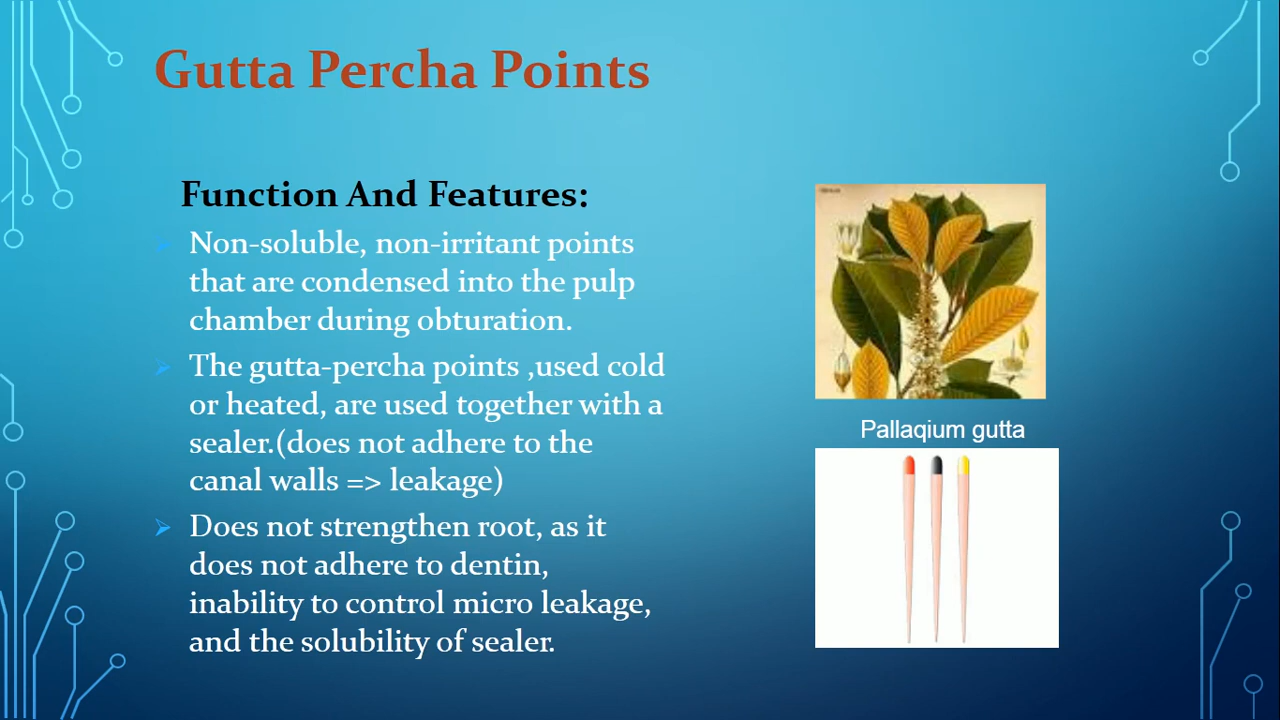 Gutta Percha Points
Function And Features:
Non-soluble, non-irritant points
that are condensed into the pulp
chamber during obturation.
The gutta-percha points ,used cold
or heated, are used together with a
sealer.(does not adhere to the
canal walls => leakage)
Does not strengthen root, as it
does not adhere to dentin,
inability to control micro leakage,
and the solubility of sealer.
Pallaqium gutta